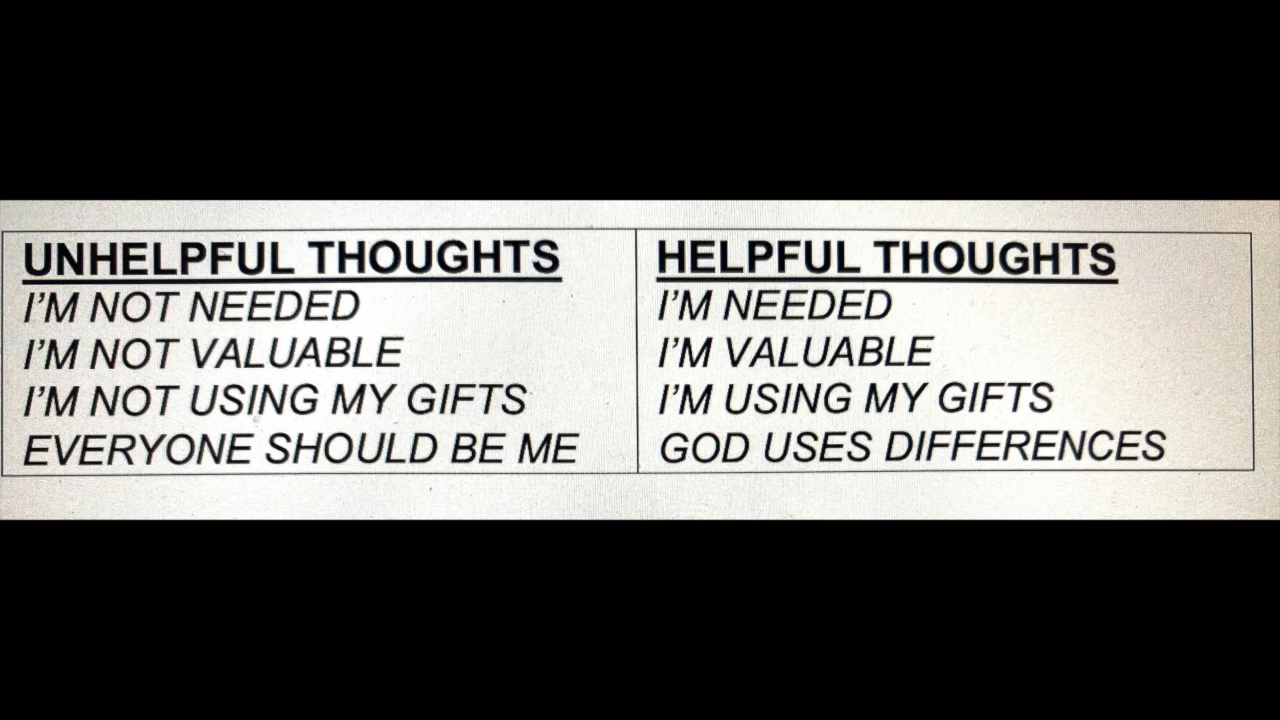 UNHELPFUL THOUGHTS
I'M NOT NEEDED
I'M NOT VALUABLE
I'M NOT USING MY GIFTS
EVERYONE SHOULD BE ME
HELPFUL THOUGHTS
I'M NEEDED
I'M VALUABLE
I'M USING MY GIFTS
GOD USES DIFFERENCES